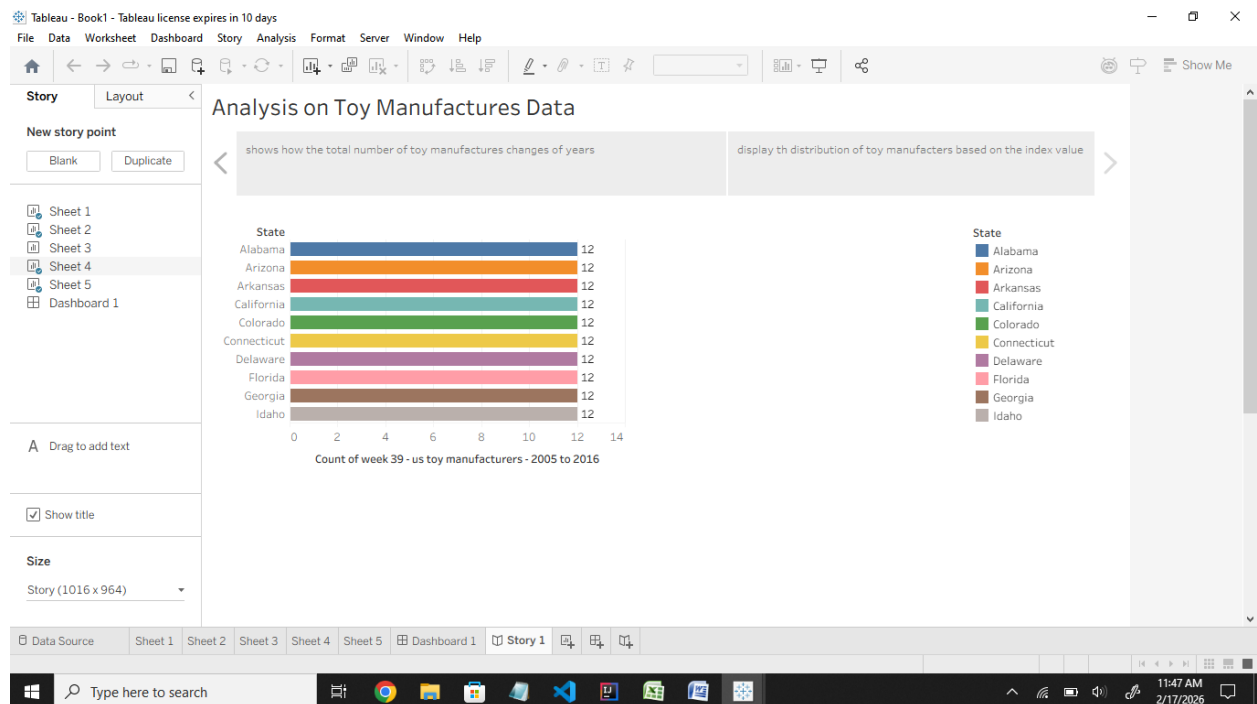 Tableau - Book1 - Tableau license expires in 10 days
File Data Worksheet Dashboard Story Analysis Format Server Window Help
Show Me
Story Layout
New story point
Blank Duplicate
Sheet 1
Sheet 2
Sheet 3
Sheet 4
Sheet 5
Dashboard 1
A Drag to add text
Show title
Size
Story (1016 x 964)
Analysis on Toy Manufactures Data
shows how the total number of toy manufactures changes of years
display th distribution of toy manufacters based on the index value
State
Alabama 12
Arizona 12
Arkansas 12
California 12
Colorado 12
Connecticut 12
Delaware 12
Florida 12
Georgia 12
Idaho 12
0 2 4 6 8 10 12 14
Count of week 39 - us toy manufacturers - 2005 to 2016
State
Alabama
Arizona
Arkansas
California
Colorado
Connecticut
Delaware
Florida
Georgia
Idaho
Data Source Sheet 1 Sheet 2 Sheet 3 Sheet 4 Sheet 5 Dashboard 1 Story 1
Type here to search
11:47 AM
2/17/2026